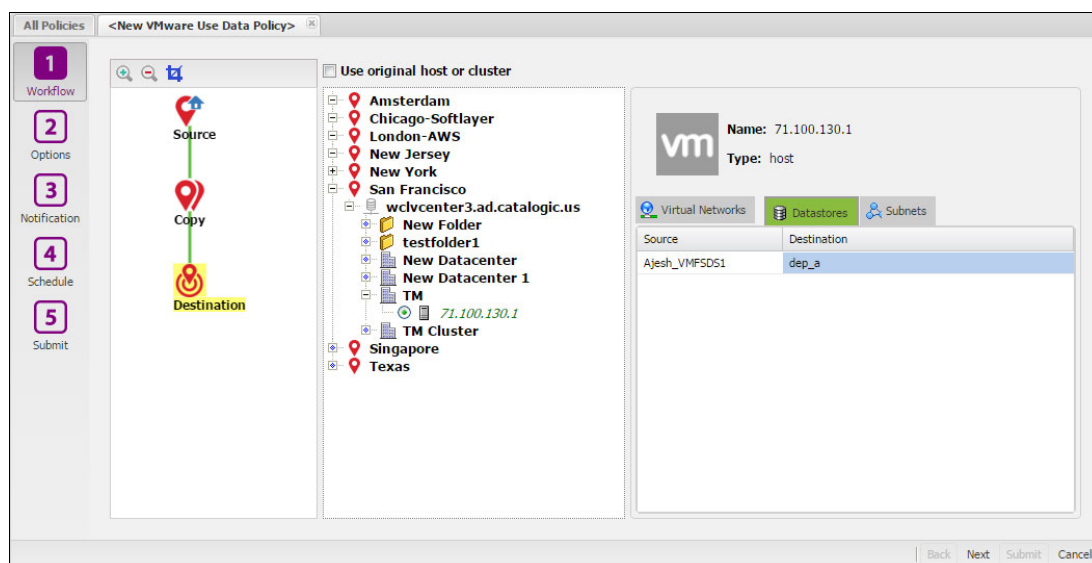 All Policies
<New VMware Use Data Policy>
1
Workflow
2
Options
3
Notification
4
Schedule
5
Submit
Source
Copy
Destination
Use original host or cluster
Amsterdam
Chicago-Softlayer
London-AWS
New Jersey
New York
San Francisco
wclvcenter3.ad.catalogic.us
New Folder
testfolder1
New Datacenter
New Datacenter 1
TM
71.100.130.1
TM Cluster
Singapore
Texas
vm
Name: 71.100.130.1
Type: host
Virtual Networks
Datastores
Subnets
Source Destination
Ajesh_VMFSDS1 dep_a
Back Next Submit Cancel